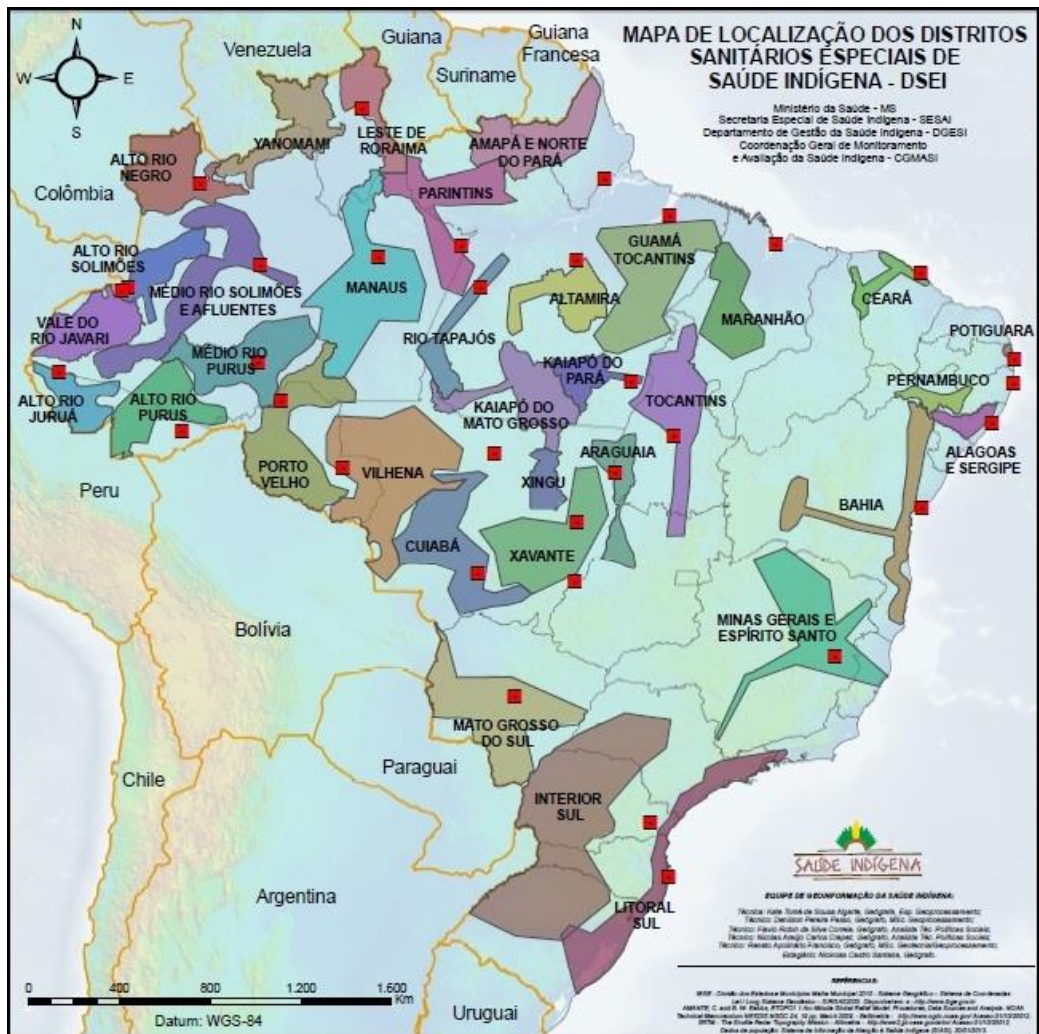 MAPA DE LOCALIZAÇÃO DOS DISTRITOS
SANITÁRIOS ESPECIAIS DE
SAÚDE INDÍGENA - DSEI
Ministério da Saúde - MS
Secretaria Especial de Saúde Indígena - SESAI
Departamento de Gestão da Saúde Indígena - DGESI
Coordenação Geral de Monitoramento
e Avaliação da Saúde Indígena - CGMASI
N
W
E
S
Venezuela
Guiana
Suriname
Guiana
Francesa
Colômbia
Peru
Bolívia
Chile
Paraguai
Argentina
Uruguai
ALTO RIO
NEGRO
YANOMAMI
LESTE DE
RORAIMA
AMAPÁ E NORTE
DO PARÁ
PARINTINS
ALTO RIO
SOLIMÕES
MÉDIO RIO SOLIMÕES
E AFLUENTES
MANAUS
GUAMÁ
TOCANTINS
ALTAMIRA
MARANHÃO
CEARÁ
POTIGUARA
VALE DO
RIO JAVARI
MÉDIO RIO
PURUS
RIO TAPAJÓS
KAIAPÓ DO
PARÁ
PERNAMBUCO
ALTO RIO
JURUÁ
ALTO RIO
PURUS
KAIAPÓ DO
MATO GROSSO
TOCANTINS
ALAGOAS
E SERGIPE
PORTO
VELHO
VILHENA
XINGU
ARAGUAIA
BAHIA
CUIABÁ
XAVANTE
MINAS GERAIS E
ESPÍRITO SANTO
MATO GROSSO
DO SUL
INTERIOR
SUL
LITORAL
SUL
SAÚDE INDÍGENA
EQUIPE DE GEOINFORMAÇÃO DA SAÚDE INDÍGENA:
REFERÊNCIAS:
0 400 800 1.200 1.600
Km
Datum: WGS-84